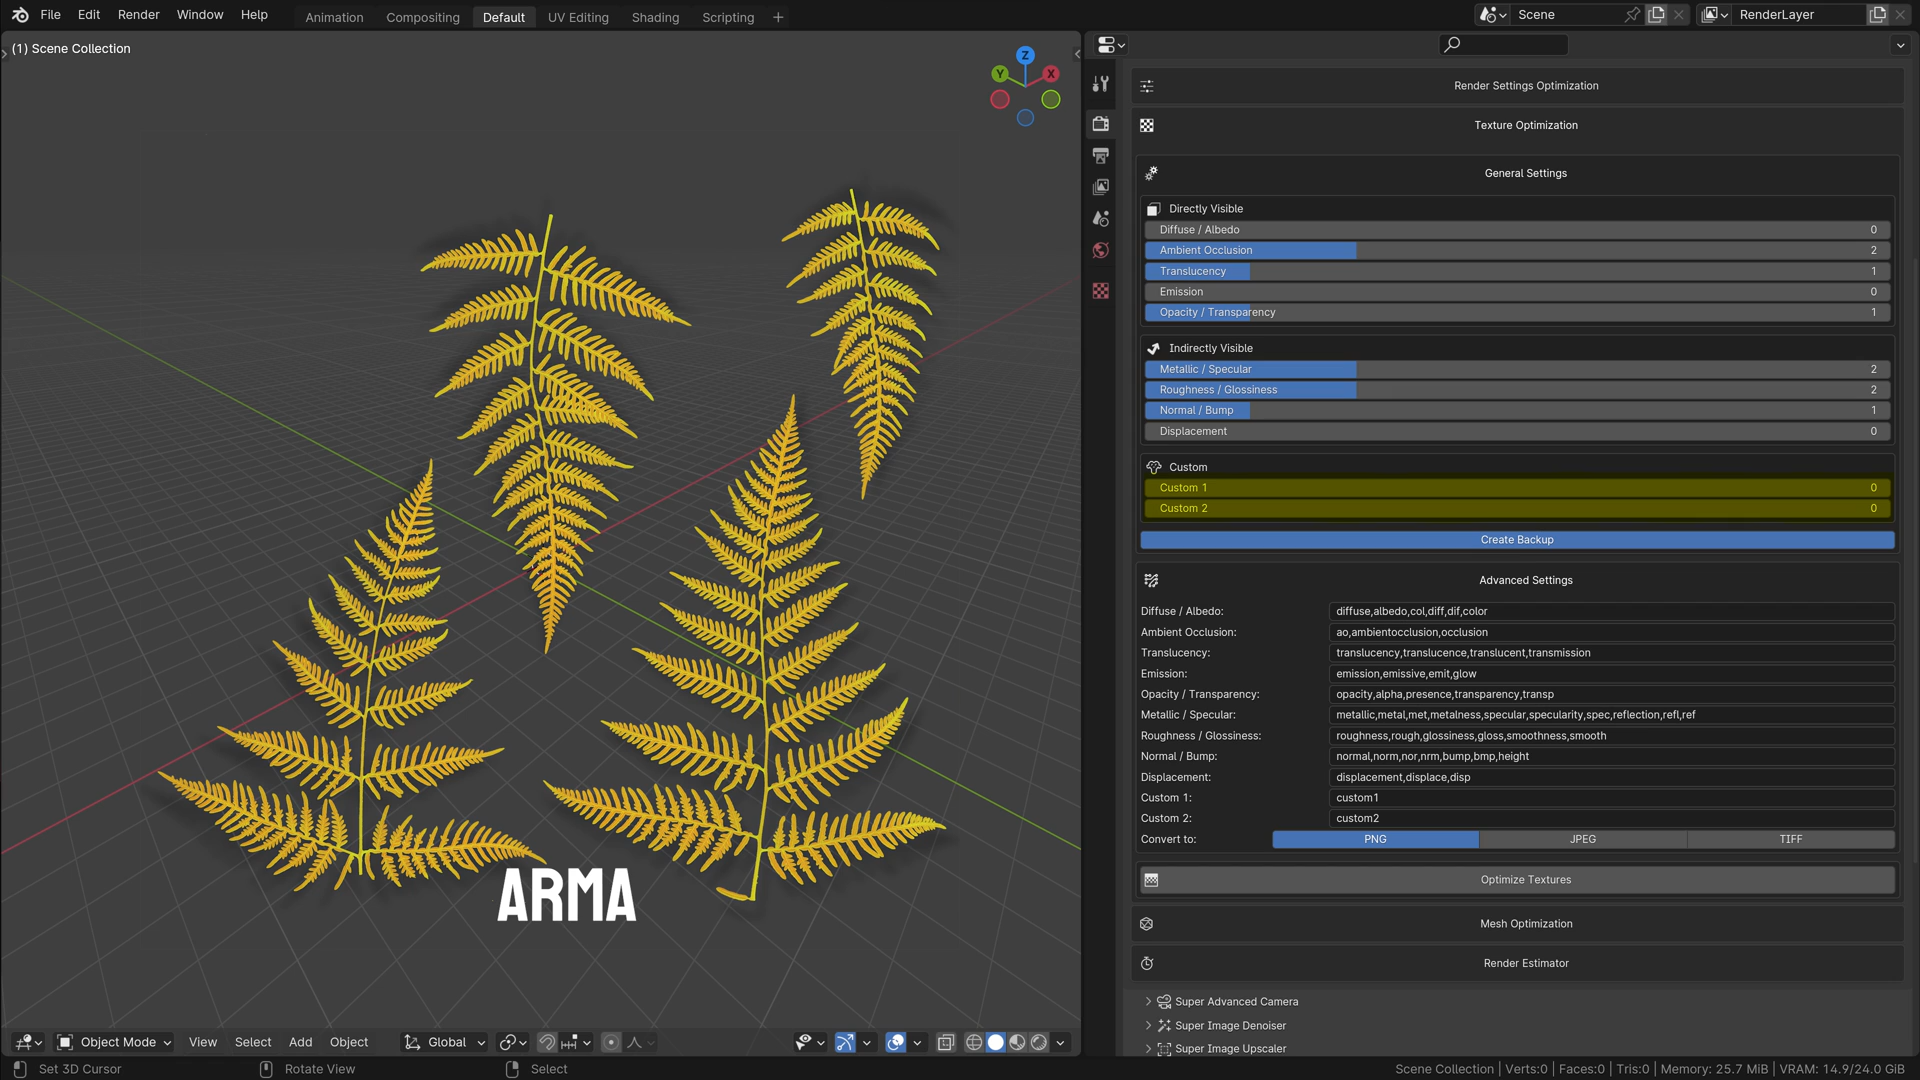 File Edit Render Window Help Animation Compositing Default UV Editing Shading Scripting + Scene RenderLayer
(1) Scene Collection
Z
Y X
Render Settings Optimization
Texture Optimization
General Settings
Directly Visible
Diffuse / Albedo 0
Ambient Occlusion 2
Translucency 1
Emission 0
Opacity / Transparency 1
Indirectly Visible
Metallic / Specular 2
Roughness / Glossiness 2
Normal / Bump 1
Displacement 0
Custom
Custom 1 0
Custom 2 0
Create Backup
Advanced Settings
Diffuse / Albedo: diffuse,albedo,col,diff,dif,color
Ambient Occlusion: ao,ambientocclusion,occlusion
Translucency: translucency,translucence,translucent,transmission
Emission: emission,emissive,emit,glow
Opacity / Transparency: opacity,alpha,presence,transparency,transp
Metallic / Specular: metallic,metal,met,metalness,specular,specularity,spec,reflection,refl,ref
Roughness / Glossiness: roughness,rough,glossiness,gloss,smoothness,smooth
Normal / Bump: normal,norm,nor,nrm,bump,bmp,height
Displacement: displacement,displace,disp
Custom 1: custom1
Custom 2: custom2
Convert to: PNG JPEG TIFF
Optimize Textures
ARMA
Mesh Optimization
Render Estimator
Super Advanced Camera
Super Image Denoiser
Super Image Upscaler
Object Mode View Select Add Object Global
Set 3D Cursor Rotate View Select Scene Collection | Verts:0 | Faces:0 | Tris:0 | Memory: 25.7 MiB | VRAM: 14.9/24.0 GiB